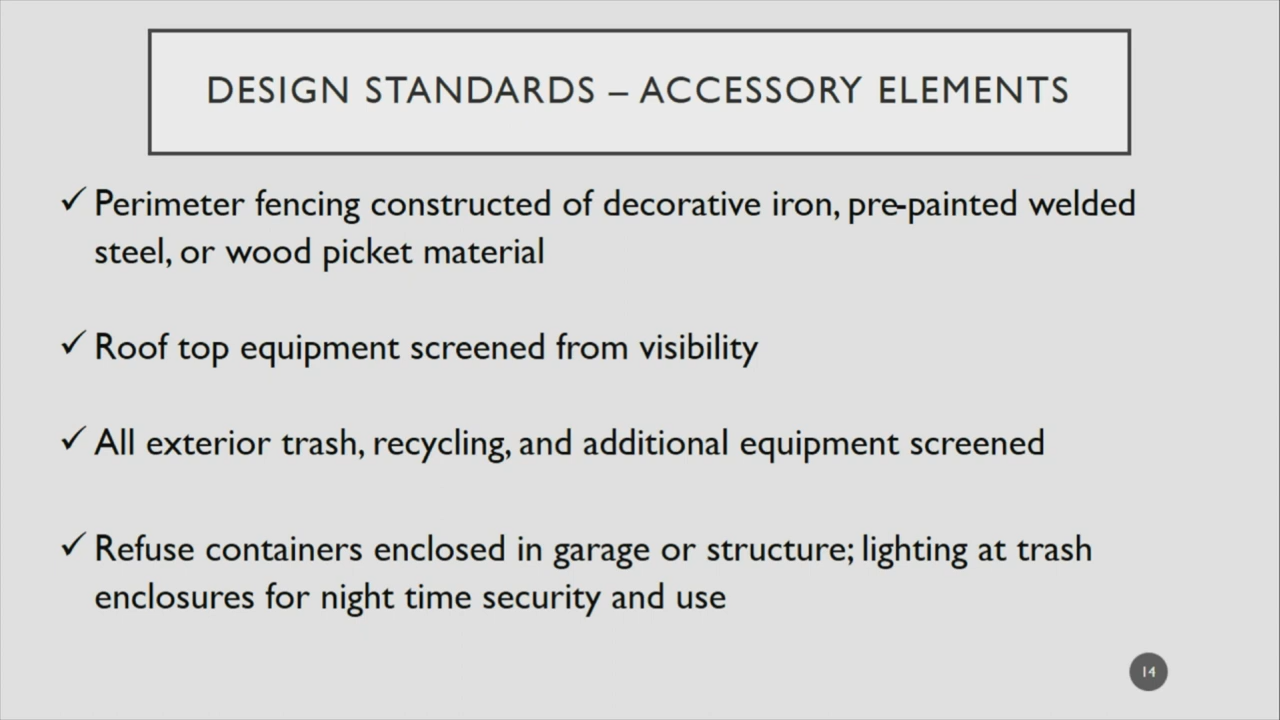 DESIGN STANDARDS – ACCESSORY ELEMENTS
✓ Perimeter fencing constructed of decorative iron, pre-painted welded
steel, or wood picket material
✓ Roof top equipment screened from visibility
✓ All exterior trash, recycling, and additional equipment screened
✓ Refuse containers enclosed in garage or structure; lighting at trash
enclosures for night time security and use
14